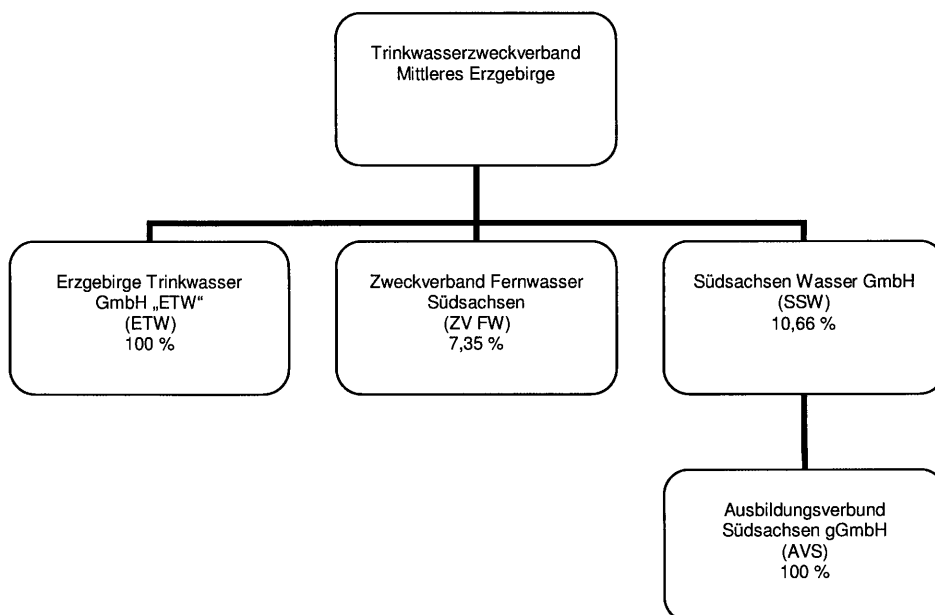 Trinkwasserzweckverband
Mittleres Erzgebirge
Erzgebirge Trinkwasser
GmbH „ETW“
(ETW)
100 %
Zweckverband Fernwasser
Südsachsen
(ZV FW)
7,35 %
Südsachsen Wasser GmbH
(SSW)
10,66 %
Ausbildungsverbund
Südsachsen gGmbH
(AVS)
100 %